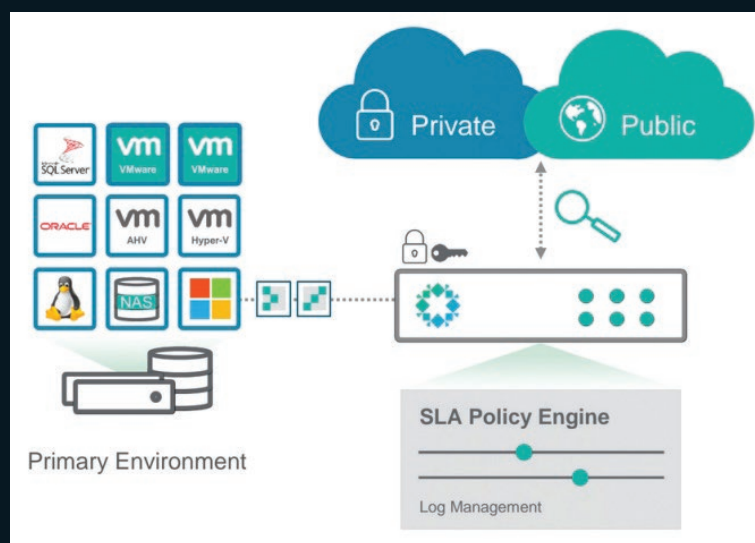 Private
Public
Microsoft
SQL Server
vm
VMware
vm
VMware
ORACLE
vm
AHV
vm
Hyper-V
NAS
SLA Policy Engine
Log Management
Primary Environment